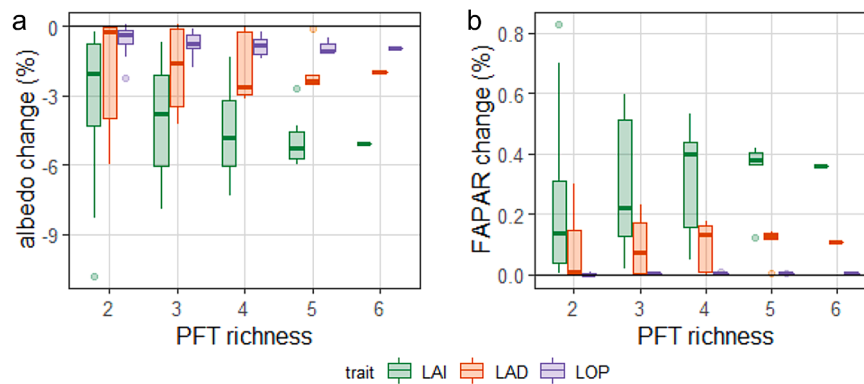 a
albedo change (%)
0
-3
-6
-9
2 3 4 5 6
PFT richness
b
FAPAR change (%)
0.8
0.6
0.4
0.2
0.0
2 3 4 5 6
PFT richness
trait LAI LAD LOP